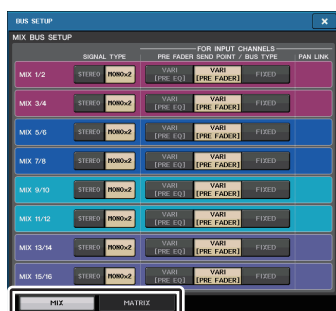 BUS SETUP
MIX BUS SETUP
FOR INPUT CHANNELS
SIGNAL TYPE PRE FADER SEND POINT / BUS TYPE PAN LINK
MIX 1/2 STEREO MONOx2 VARI [PRE EQ] VARI [PRE FADER] FIXED
MIX 3/4 STEREO MONOx2 VARI [PRE EQ] VARI [PRE FADER] FIXED
MIX 5/6 STEREO MONOx2 VARI [PRE EQ] VARI [PRE FADER] FIXED
MIX 7/8 STEREO MONOx2 VARI [PRE EQ] VARI [PRE FADER] FIXED
MIX 9/10 STEREO MONOx2 VARI [PRE EQ] VARI [PRE FADER] FIXED
MIX 11/12 STEREO MONOx2 VARI [PRE EQ] VARI [PRE FADER] FIXED
MIX 13/14 STEREO MONOx2 VARI [PRE EQ] VARI [PRE FADER] FIXED
MIX 15/16 STEREO MONOx2 VARI [PRE EQ] VARI [PRE FADER] FIXED
MIX MATRIX